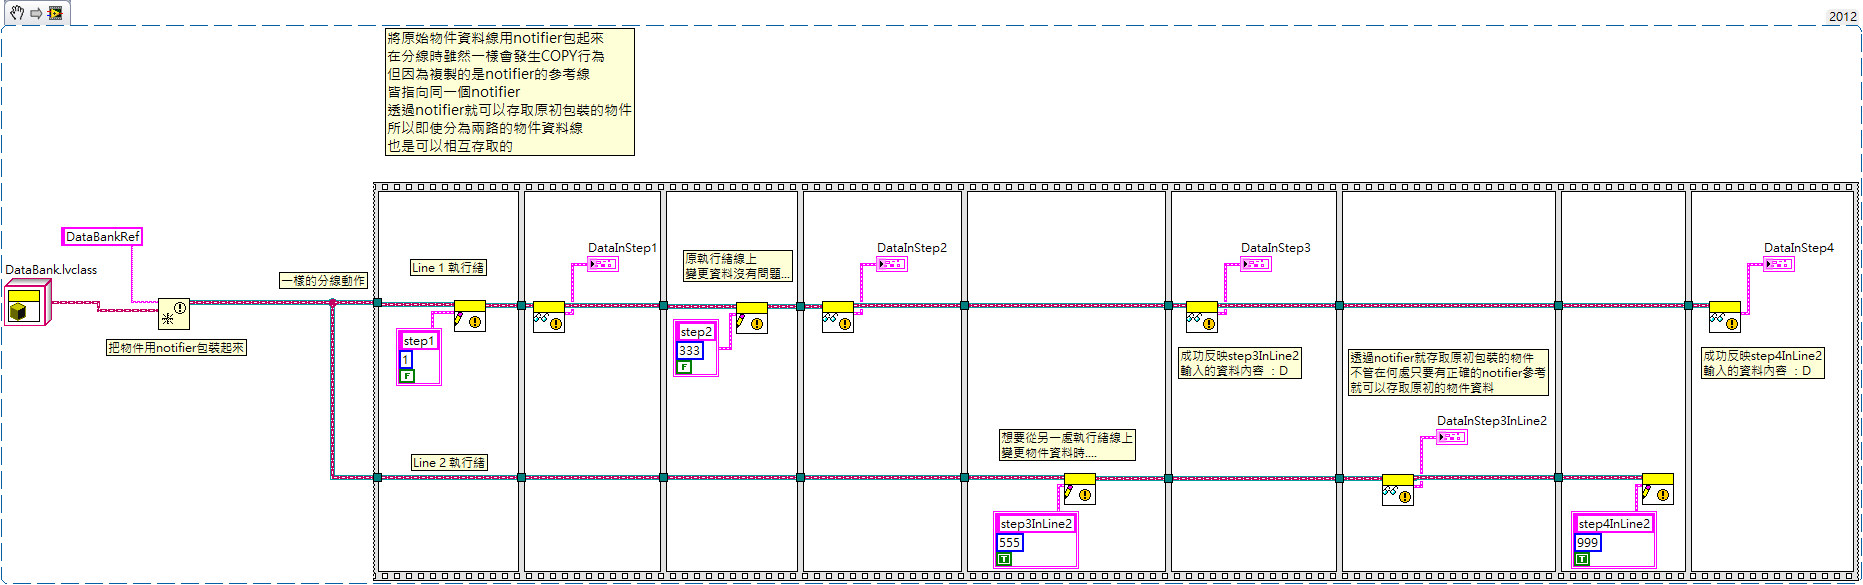 2012
將原始物件資料線用notifier包起來
在分線時雖然一樣會發生COPY行為
但因為複製的是notifier的參考線
皆指向同一個notifier
透過notifier就可以存取原初包裝的物件
所以即使分為兩路的物件資料線
也是可以相互存取的
DataBankRef
DataBank.lvclass
一樣的分線動作
把物件用notifier包裝起來
Line 1 執行緒
step1
1
F
DataInStep1
原執行緒線上
變更資料沒有問題...
step2
333
F
DataInStep2
DataInStep3
成功反映step3InLine2
輸入的資料內容 : D
透過notifier就存取原初包裝的物件
不管在何處只要有正確的notifier參考
就可以存取原初的物件資料
DataInStep4
成功反映step4InLine2
輸入的資料內容 : D
Line 2 執行緒
想要從另一處執行緒線上
變更物件資料時....
step3InLine2
555
T
DataInStep3InLine2
step4InLine2
999
T